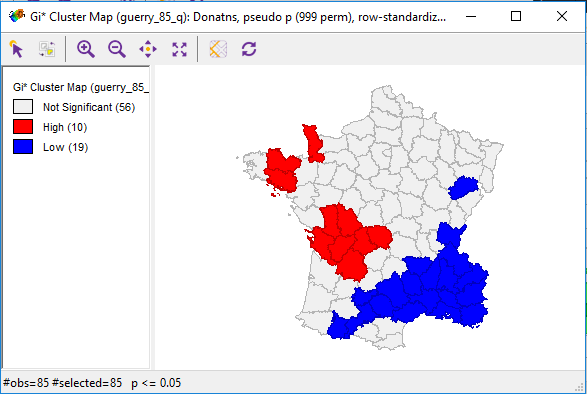 Gi* Cluster Map (guerry_85_q): Donatns, pseudo p (999 perm), row-standardiz...
Gi* Cluster Map (guerry_85_
Not Significant (56)
High (10)
Low (19)
#obs=85 #selected=85 p <= 0.05